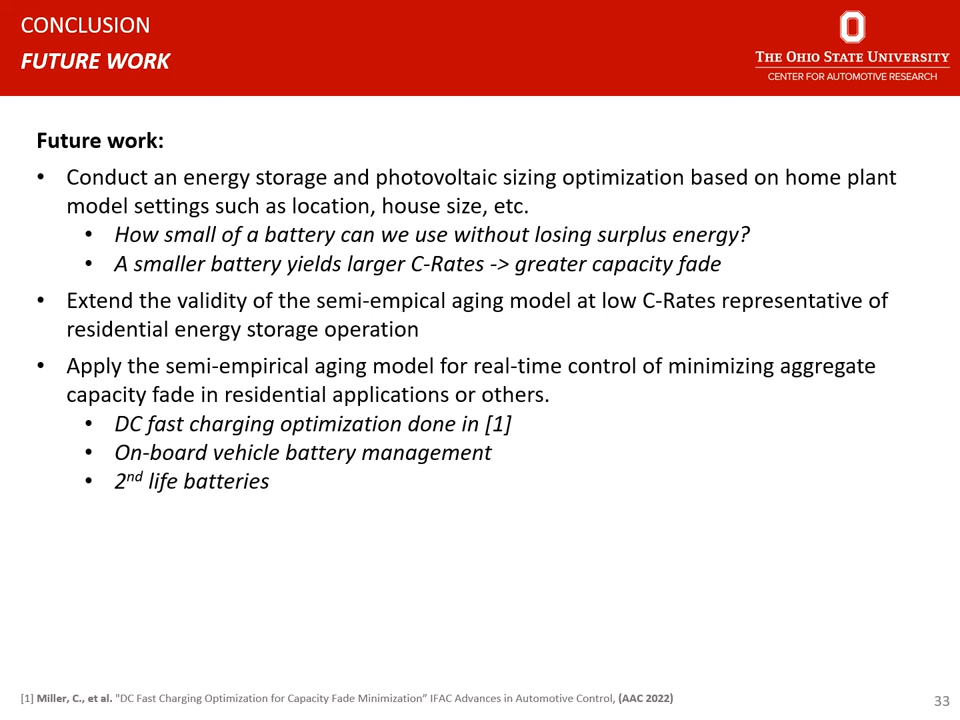 CONCLUSION
FUTURE WORK
THE OHIO STATE UNIVERSITY
CENTER FOR AUTOMOTIVE RESEARCH
Future work:
• Conduct an energy storage and photovoltaic sizing optimization based on home plant
model settings such as location, house size, etc.
• How small of a battery can we use without losing surplus energy?
• A smaller battery yields larger C-Rates -> greater capacity fade
• Extend the validity of the semi-empical aging model at low C-Rates representative of
residential energy storage operation
• Apply the semi-empirical aging model for real-time control of minimizing aggregate
capacity fade in residential applications or others.
• DC fast charging optimization done in [1]
• On-board vehicle battery management
• 2nd life batteries
[1] Miller, C., et al. "DC Fast Charging Optimization for Capacity Fade Minimization” IFAC Advances in Automotive Control, (AAC 2022)
33